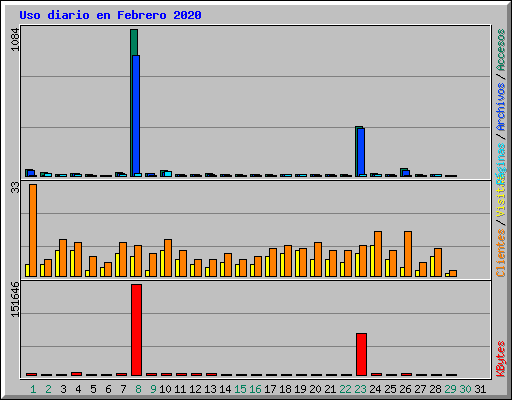 Uso diario en Febrero 2020
1084
33
151646
Accesos
Archivos /
Páginas /
Visitas
Clientes /
KBytes
1 2 3 4 5 6 7 8 9 10 11 12 13 14 15 16 17 18 19 20 21 22 23 24 25 26 27 28 29 30 31